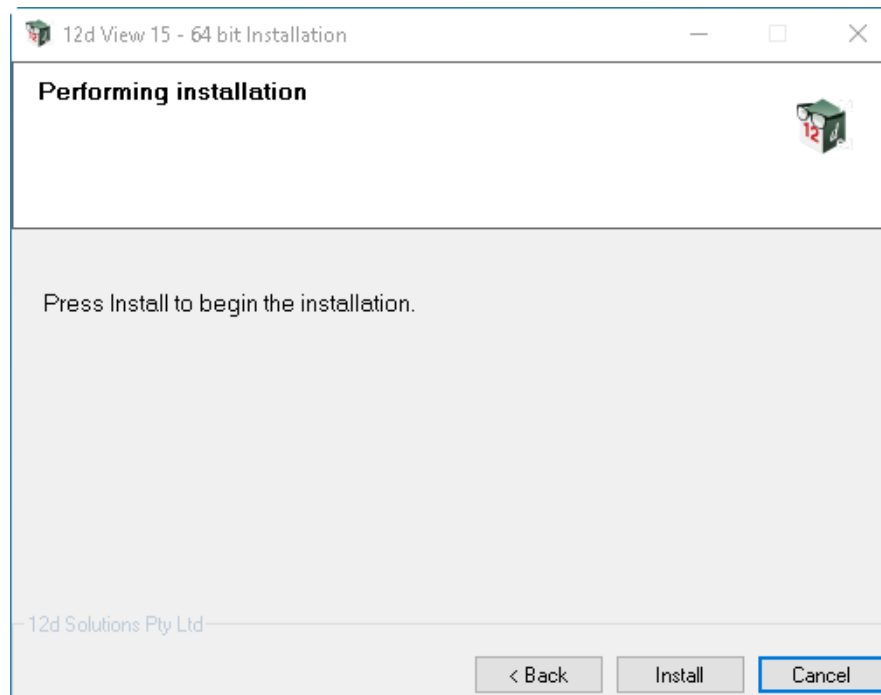 12d View 15 - 64 bit Installation
Performing installation
12 d
Press Install to begin the installation.
12d Solutions Pty Ltd
< Back Install Cancel